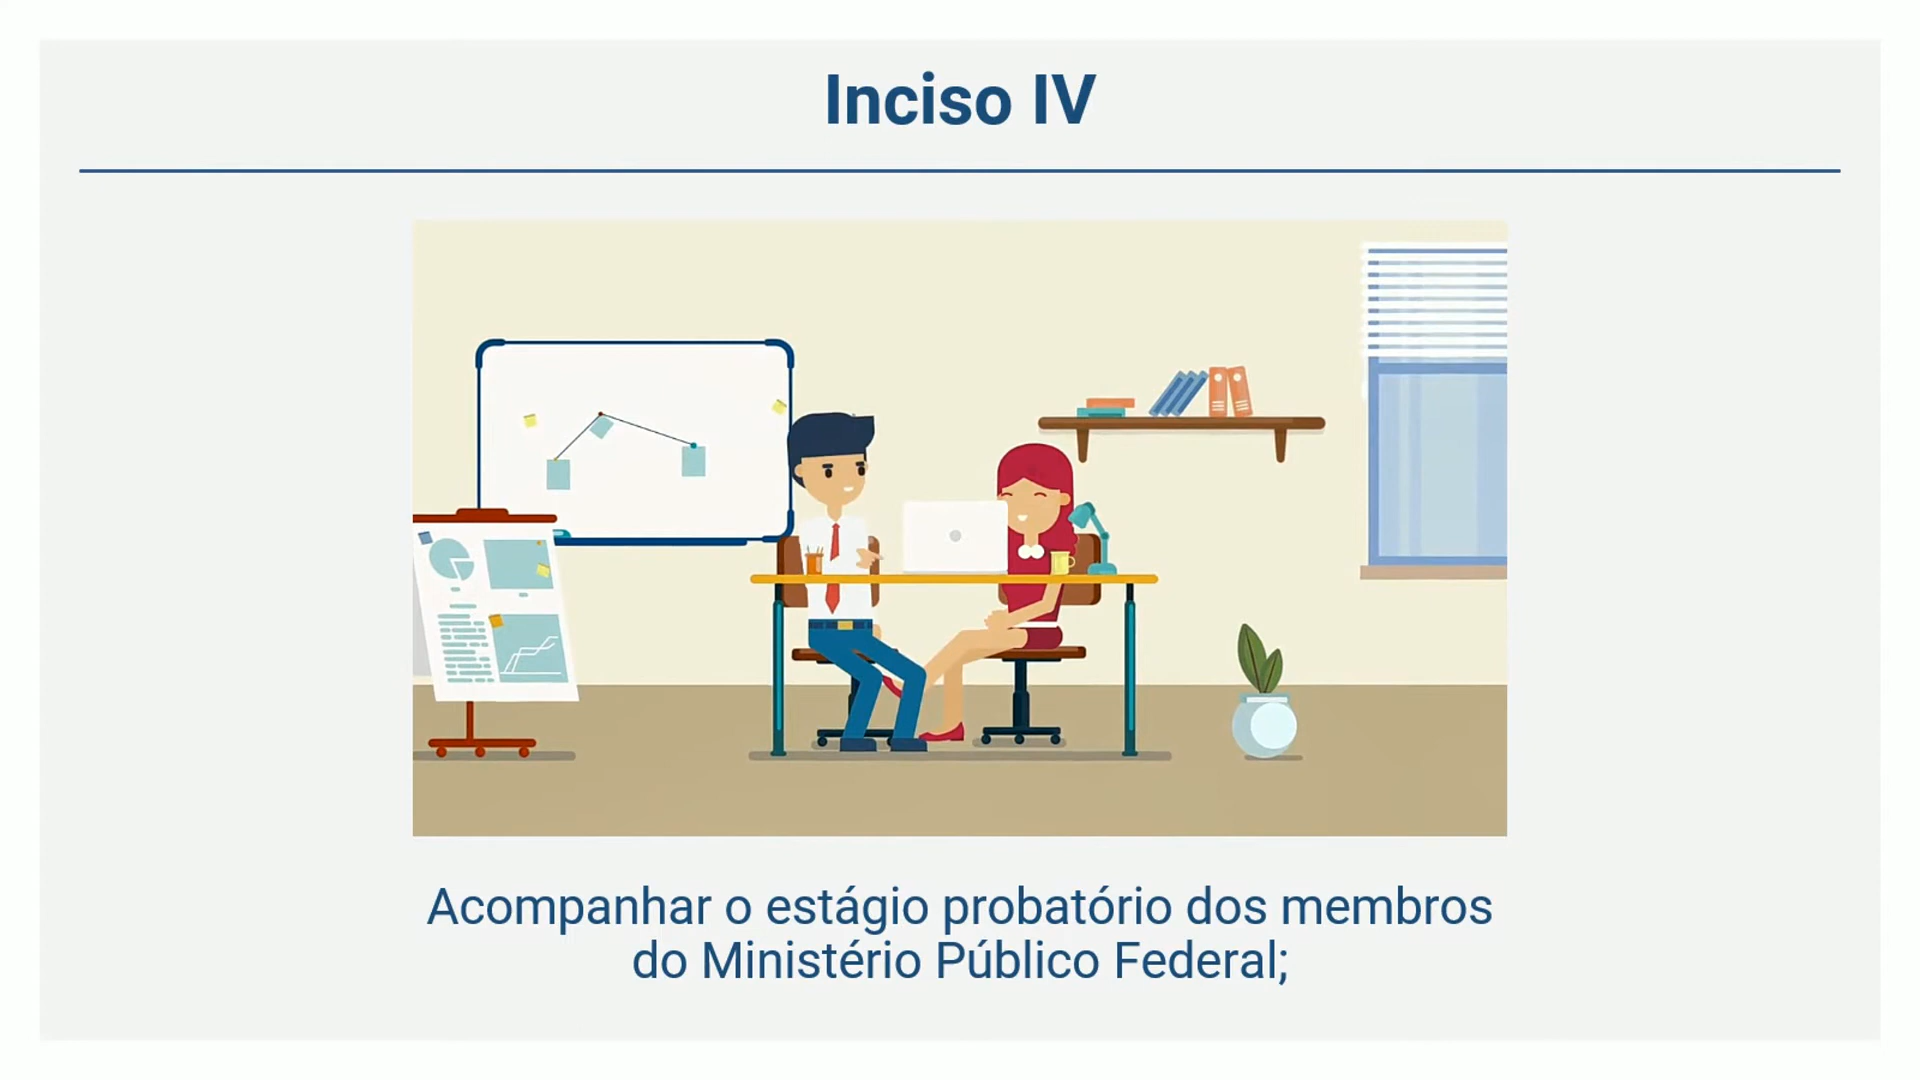 Inciso IV
Acompanhar o estágio probatório dos membros
do Ministério Público Federal;